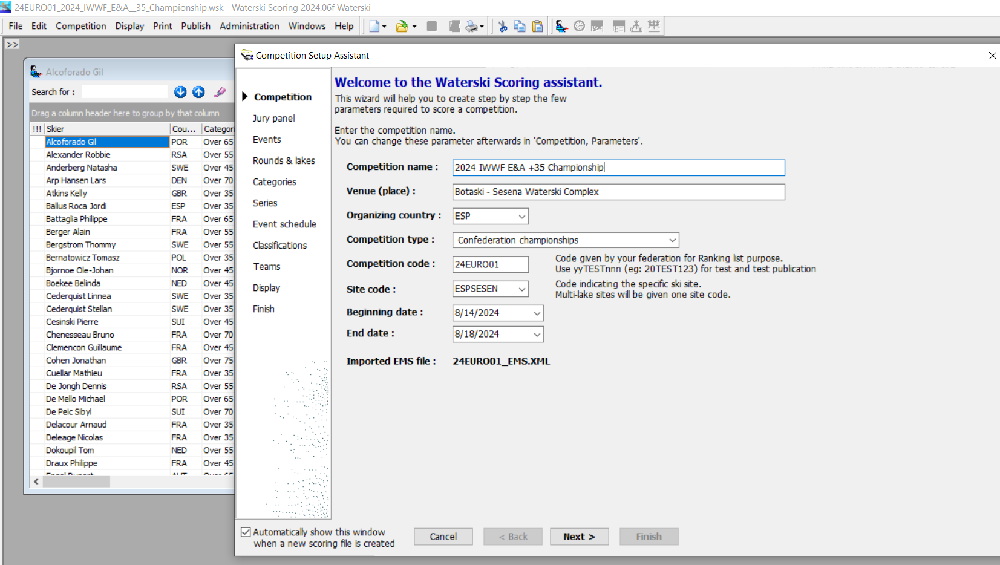 24EURO01_2024_IWWF_E&A__35_Championship.wsk - Waterski Scoring 2024.06f Waterski -
File Edit Competition Display Print Publish Administration Windows Help
>>
Alcoforado Gil
Search for :
Drag a column header here to group by that column
!!! Skier Cou... Categori
Alcoforado Gil POR Over 65
Alexander Robbie RSA Over 55
Anderberg Natasha SWE Over 45
Arp Hansen Lars DEN Over 70
Atkins Kelly GBR Over 35
Ballus Roca Jordi ESP Over 35
Battaglia Philippe FRA Over 65
Berger Alain FRA Over 55
Bergstrom Thommy SWE Over 55
Bernatowicz Tomasz POL Over 35
Bjornoe Ole-Johan NOR Over 45
Boekee Belinda NED Over 45
Cederquist Linnea SWE Over 35
Cederquist Stellan SWE Over 35
Cesinski Pierre SUI Over 45
Chenesseau Bruno FRA Over 70
Clemencon Guillaume FRA Over 45
Cohen Jonathan GBR Over 75
Cuellar Mathieu FRA Over 35
De Jongh Dennis RSA Over 55
De Mello Michael POR Over 65
De Peic Sibyl SUI Over 70
Delacour Arnaud FRA Over 35
Deleage Nicolas FRA Over 35
Dokoupil Tom NED Over 55
Draux Philippe FRA Over 45
Competition Setup Assistant
Competition
Jury panel
Events
Rounds & lakes
Categories
Series
Event schedule
Classifications
Teams
Display
Finish
Welcome to the Waterski Scoring assistant.
This wizard will help you to create step by step the few
parameters required to score a competition.
Enter the competition name.
You can change these parameter afterwards in 'Competition, Parameters'.
Competition name : 2024 IWWF E&A +35 Championship
Venue (place) : Botaski - Sesena Waterski Complex
Organizing country : ESP
Competition type : Confederation championships
Competition code : 24EURO01
Code given by your federation for Ranking list purpose.
Use yyTESTnnn (eg: 20TEST123) for test and test publication
Site code : ESPSESEN
Code indicating the specific ski site.
Multi-lake sites will be given one site code.
Beginning date : 8/14/2024
End date : 8/18/2024
Imported EMS file : 24EURO01_EMS.XML
Automatically show this window
when a new scoring file is created
Cancel < Back Next > Finish